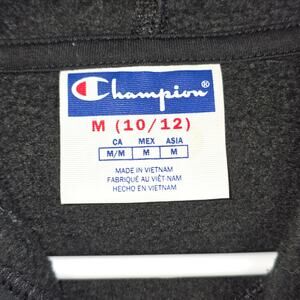 Champion®
M (10/12)
CA MEX ASIA
M/M M M
MADE IN VIETNAM
FABRIQUÉ AU VIÊT-NAM
HECHO EN VIETNAM